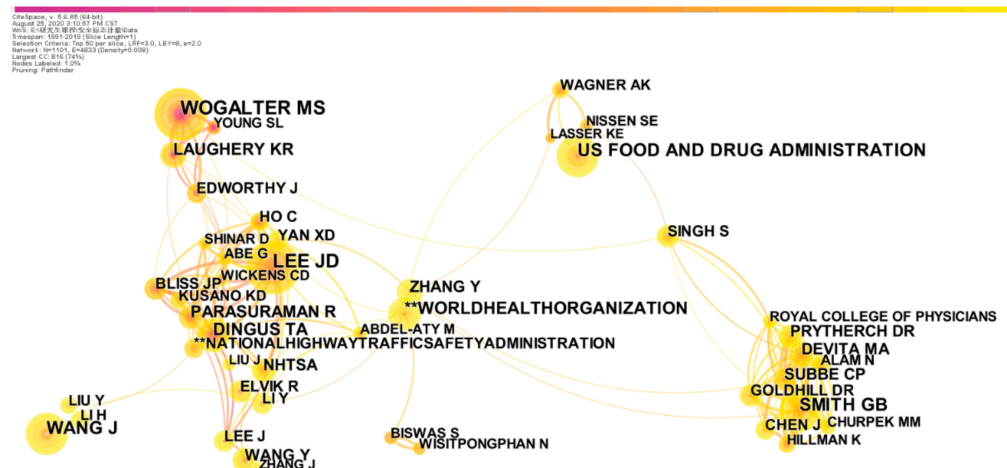 CiteSpace, v. 5.6.R5 (64-bit)
August 25, 2020 3:10:57 PM CST
WoS:
Timespan: 1991-2019 (Slice Length=1)
Selection Criteria: Top 50 per slice, LRF=3.0, LBY=8, e=2.0
Network: N=1101, E=4833 (Density=0.008)
Largest CC: 816 (74%)
Nodes Labeled: 1.0%
Pruning: Pathfinder
WAGNER AK
WOGALTER MS
YOUNG SL
NISSEN SE
LASSER KE
LAUGHERY KR
US FOOD AND DRUG ADMINISTRATION
EDWORTHY J
HO C
SINGH S
YAN XD
SHINAR D
ABE G
LEE JD
WICKENS CD
BLISS JP
ZHANG Y
KUSANO KD
**WORLDHEALTHORGANIZATION
PARASURAMAN R
ROYAL COLLEGE OF PHYSICIANS
DINGUS TA
ABDEL-ATY M
PRYTHERCH DR
**NATIONALHIGHWAYTRAFFICSAFETYADMINISTRATION
DEVITA MA
LIU J
NHTSA
ALAM N
SUBBE CP
ELVIK R
GOLDHILL DR
LI Y
LIU Y
SMITH GB
LI H
WANG J
CHEN J
CHURPEK MM
LEE J
BISWAS S
HILLMAN K
WISITPONGPHAN N
WANG Y
ZHANG J